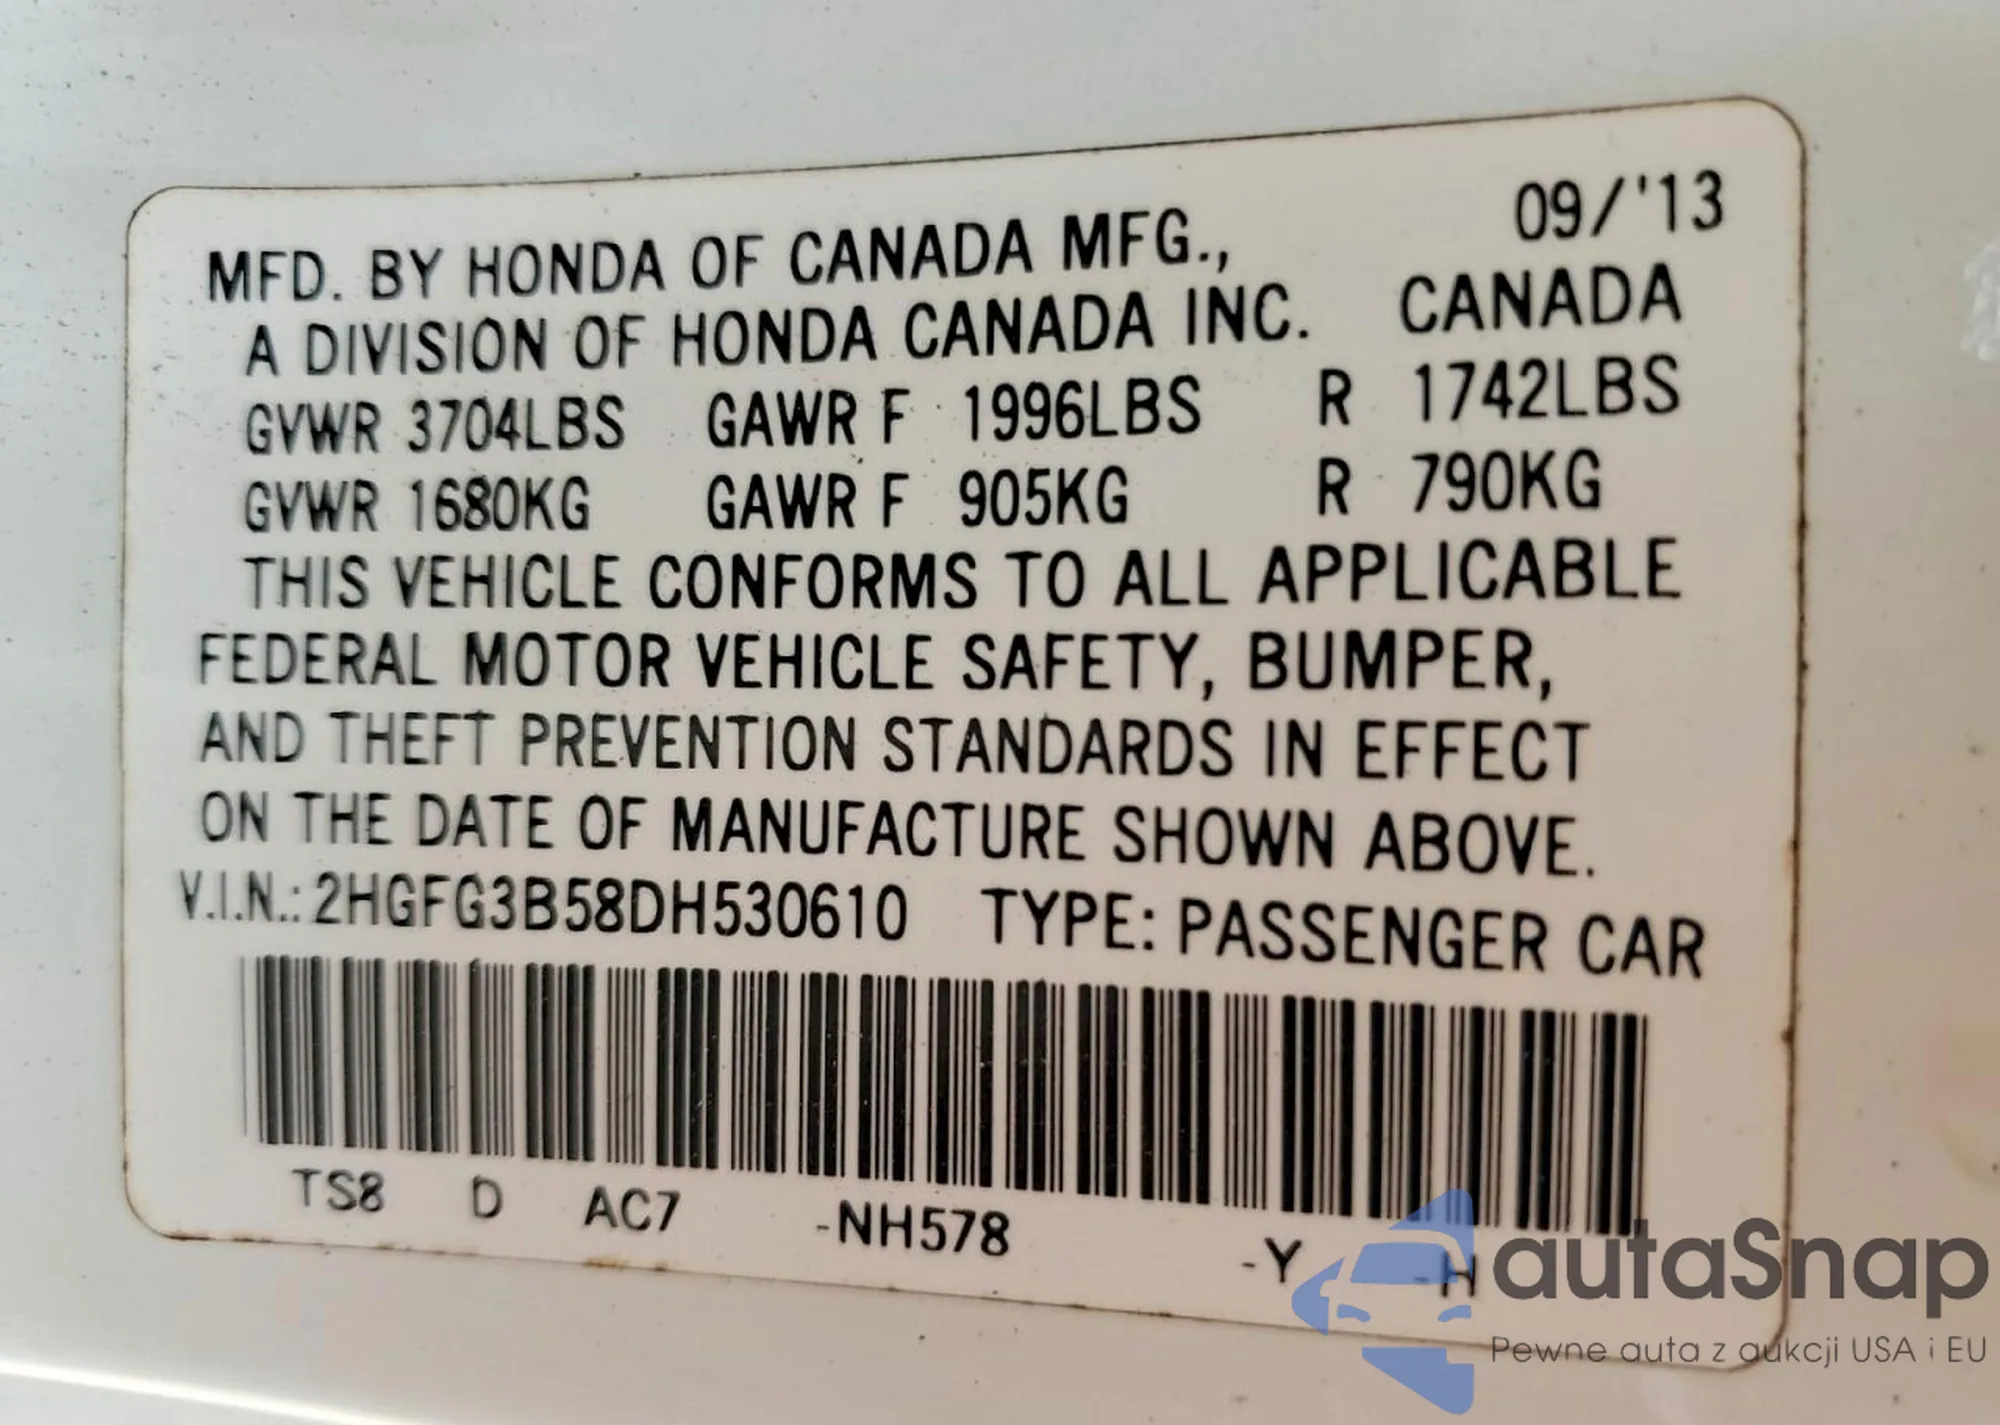 09/'13
MFD. BY HONDA OF CANADA MFG.,
A DIVISION OF HONDA CANADA INC. CANADA
GVWR 3704LBS GAWR F 1996LBS R 1742LBS
GVWR 1680KG GAWR F 905KG R 790KG
THIS VEHICLE CONFORMS TO ALL APPLICABLE
FEDERAL MOTOR VEHICLE SAFETY, BUMPER,
AND THEFT PREVENTION STANDARDS IN EFFECT
ON THE DATE OF MANUFACTURE SHOWN ABOVE.
V.I.N.: 2HGFG3B58DH530610 TYPE: PASSENGER CAR
TS8 D AC7 -NH578 -Y -H
autaSnap
Pewne auta z aukcji USA i EU